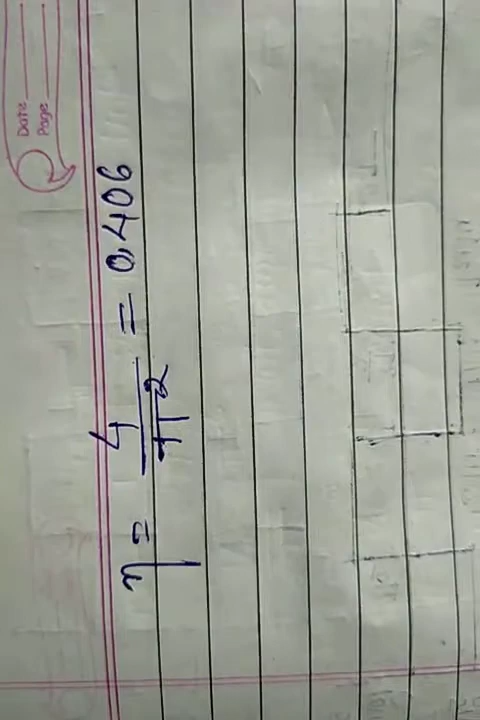 Date
Page
η = 4/π² = 0.406